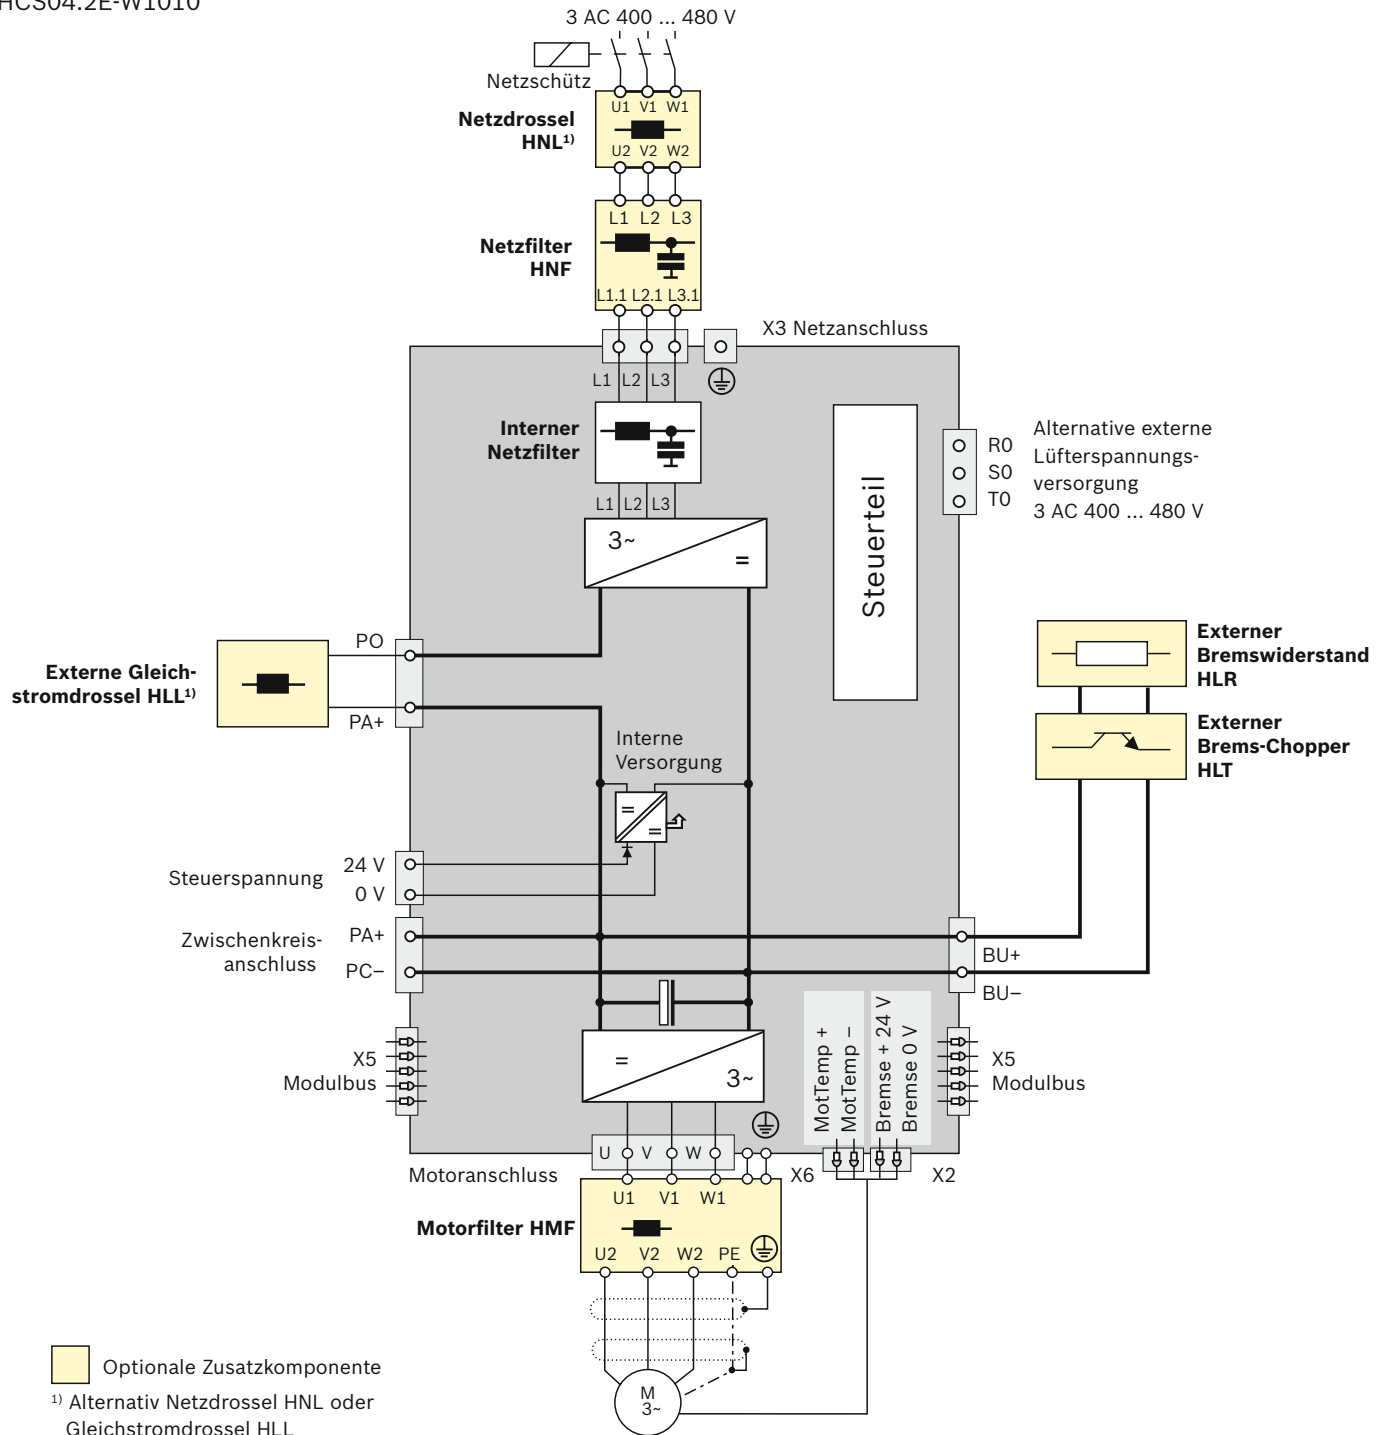 HCS04.2E-W1010
3 AC 400 ... 480 V
Netzschütz
U1 V1 W1
Netzdrossel
HNL¹⁾
U2 V2 W2
L1 L2 L3
Netzfilter
HNF
L1.1 L2.1 L3.1
X3 Netzanschluss
L1 L2 L3
Interner
Netzfilter
L1 L2 L3
3~
=
Steuerteil
R0
S0
T0
Alternative externe
Lüfterspannungs-
versorgung
3 AC 400 ... 480 V
PO
Externe Gleich-
stromdrossel HLL¹⁾
PA+
Externer
Bremswiderstand
HLR
Externer
Brems-Chopper
HLT
Interne
Versorgung
=
=
24 V
Steuerspannung
0 V
PA+
Zwischenkreis-
anschluss
PC–
BU+
BU–
X5
Modulbus
=
3~
MotTemp +
MotTemp –
Bremse + 24 V
Bremse 0 V
X5
Modulbus
U V W
Motoranschluss
X6
X2
U1 V1 W1
Motorfilter HMF
U2 V2 W2 PE
M
3~
Optionale Zusatzkomponente
¹⁾ Alternativ Netzdrossel HNL oder
Gleichstromdrossel HLL